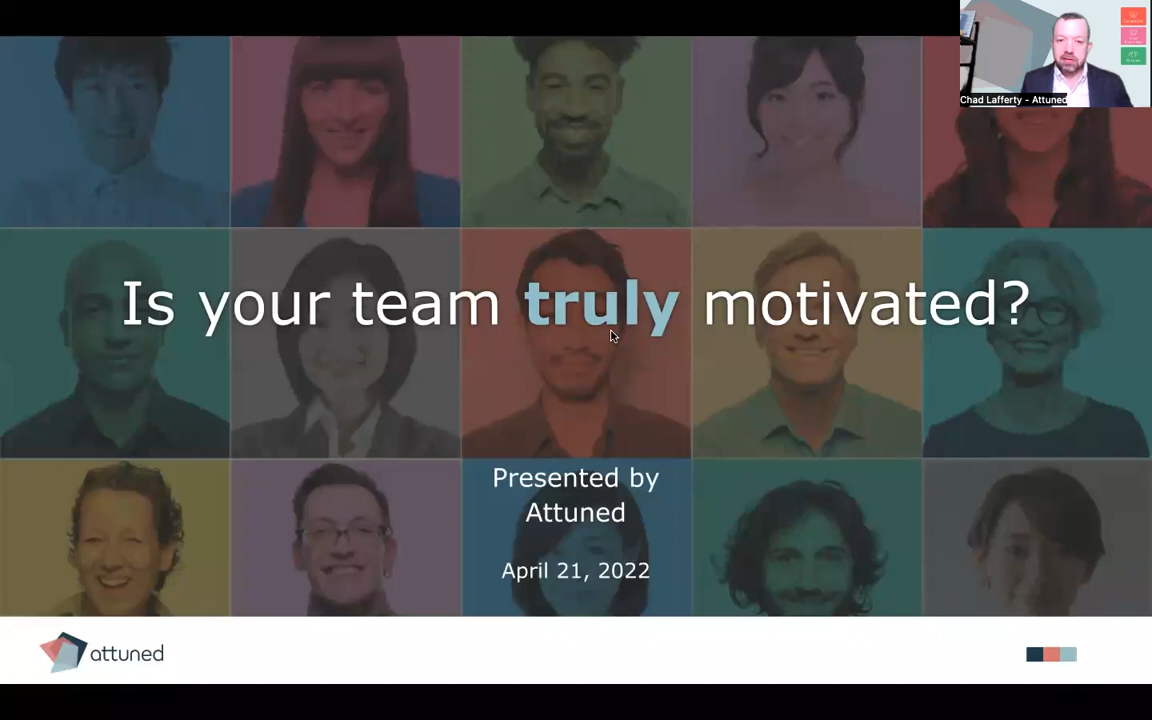 Chad Lafferty - Attuned
Is your team truly motivated?
Presented by
Attuned
April 21, 2022
attuned